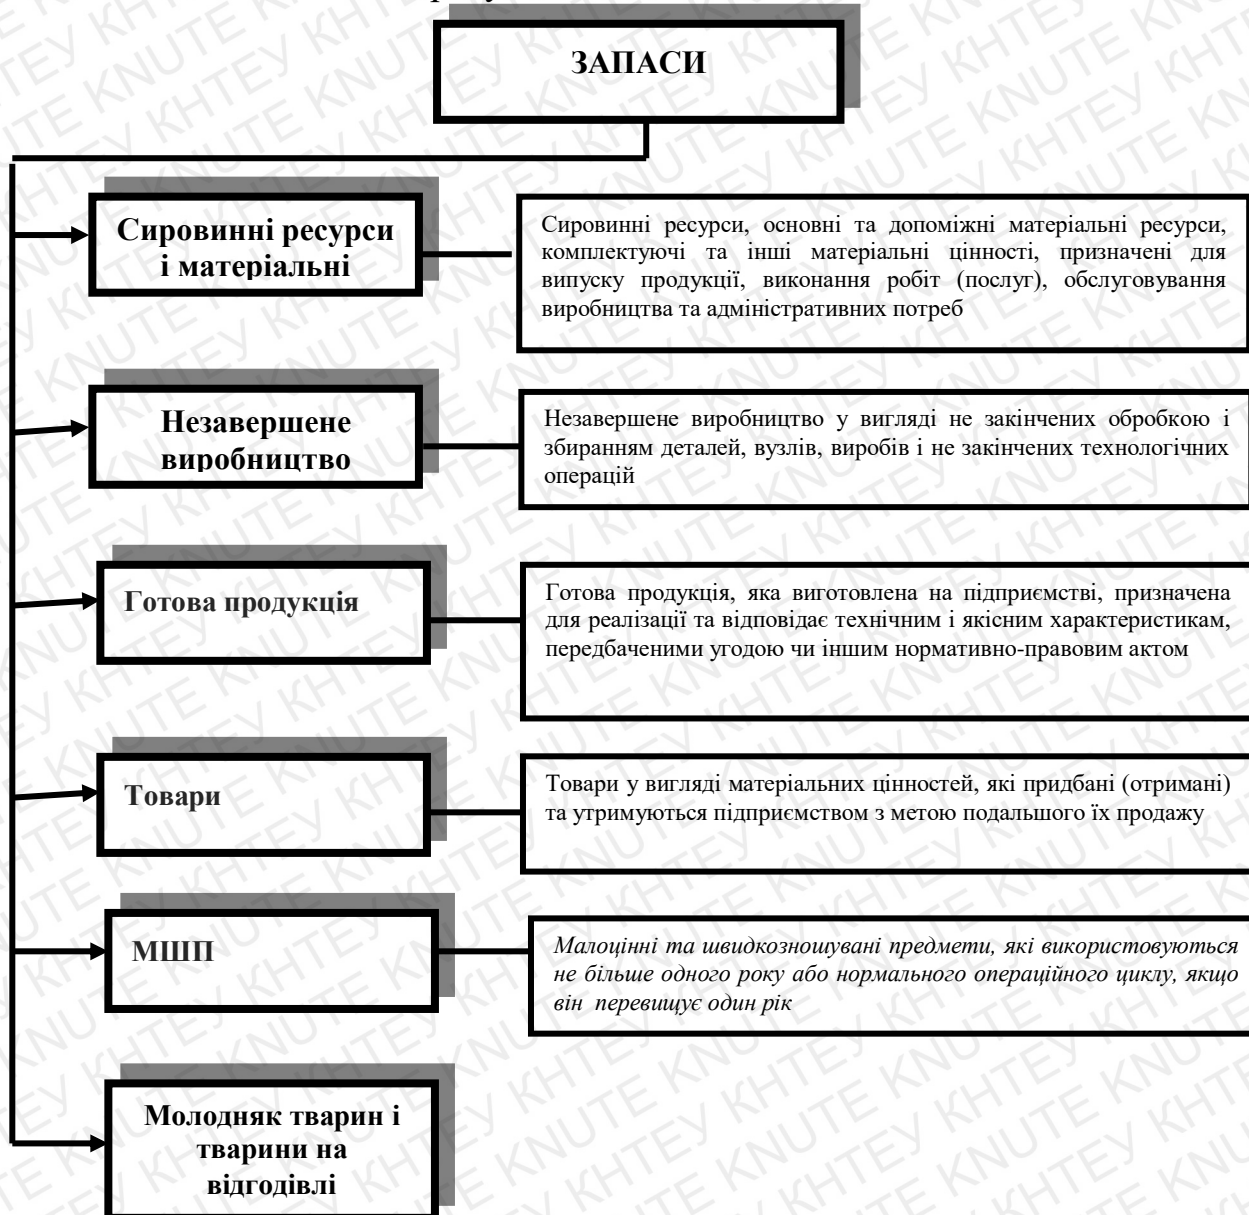 ЗАПАСИ
Сировинні ресурси
і матеріальні
Сировинні ресурси, основні та допоміжні матеріальні ресурси,
комплектуючі та інші матеріальні цінності, призначені для
випуску продукції, виконання робіт (послуг), обслуговування
виробництва та адміністративних потреб
Незавершене
виробництво
Незавершене виробництво у вигляді не закінчених обробкою і
збиранням деталей, вузлів, виробів і не закінчених технологічних
операцій
Готова продукція
Готова продукція, яка виготовлена на підприємстві, призначена
для реалізації та відповідає технічним і якісним характеристикам,
передбаченими угодою чи іншим нормативно-правовим актом
Товари
Товари у вигляді матеріальних цінностей, які придбані (отримані)
та утримуються підприємством з метою подальшого їх продажу
МШП
Малоцінні та швидкозношувані предмети, які використовуються
не більше одного року або нормального операційного циклу, якщо
він перевищує один рік
Молодняк тварин і
тварини на
відгодівлі